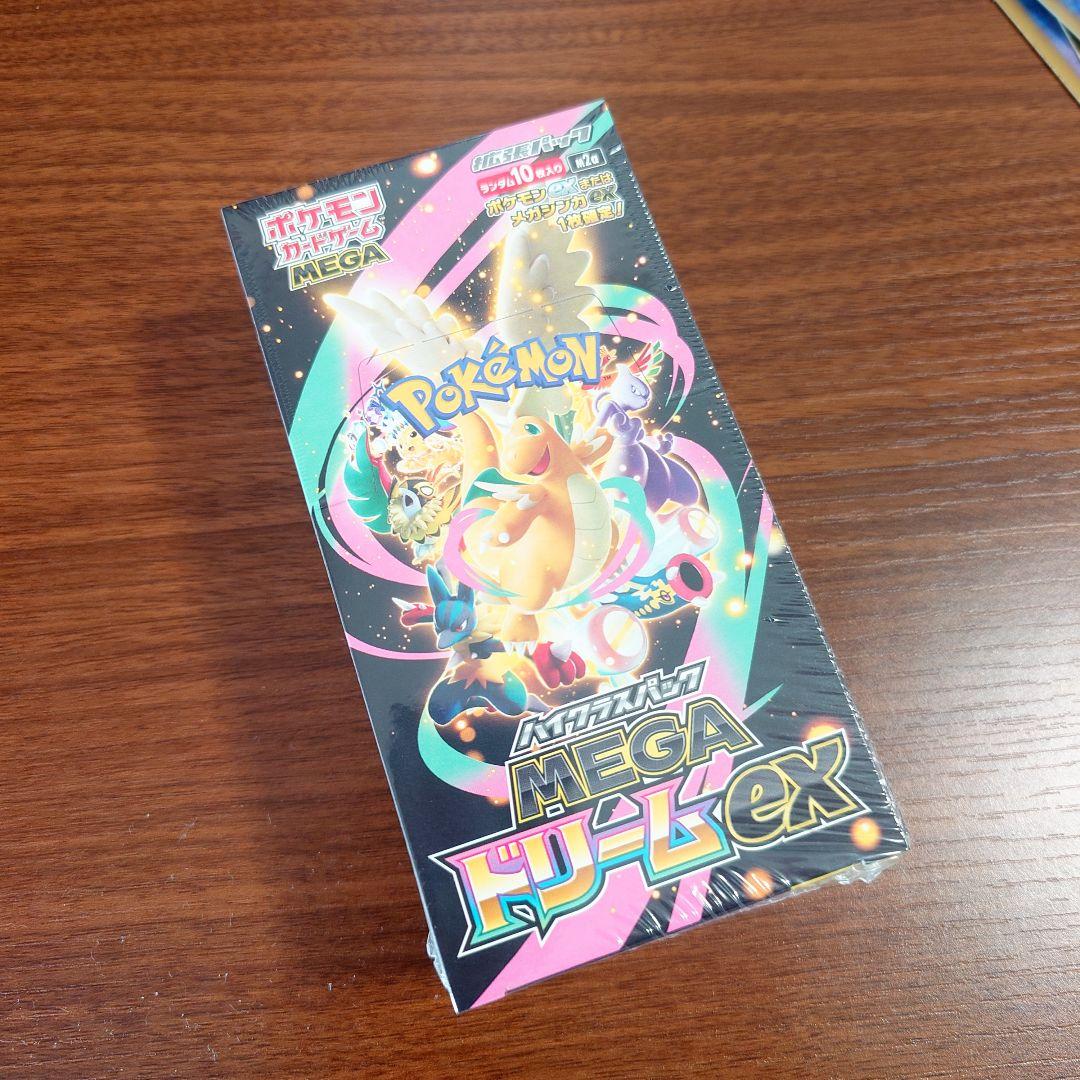 拡張パック
ランダム10枚入り
m2a
ポケモンexまたは
メガシンカex
1枚確定!
ポケモン
カードゲーム
MEGA
POKéMON
TM
ハイクラスパック
MEGA
ドリームex